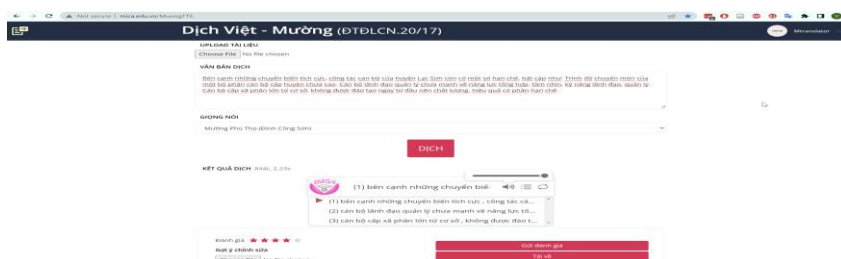 Not secure | mica.edu.vn/MuongTTS
Dịch Việt - Mường (ĐTĐLCN.20/17)
Mtranslator
UPLOAD TÀI LIỆU
Choose File No file chosen
VĂN BẢN DỊCH
Bên cạnh những chuyển biến tích cực, công tác cán bộ của huyện Lạc Sơn còn có một số hạn chế, bất cập như: Trình độ chuyên môn của
một bộ phận cán bộ cấp huyện chưa cao. Cán bộ lãnh đạo quản lý chưa mạnh về năng lực tổng hợp, tầm nhìn, kỹ năng lãnh đạo, quản lý.
Cán bộ cấp xã phần lớn từ cơ sở, không được đào tạo ngay từ đầu nên chất lượng, hiệu quả có phần hạn chế.
GIỌNG NÓI
Mường Phú Thọ (Đinh Công Sơn)
DỊCH
KẾT QUẢ DỊCH
(1) bên cạnh những chuyển biế
(1) bên cạnh những chuyển biến tích cực , công tác cá...
(2) cán bộ lãnh đạo quản lý chưa mạnh về năng lực tổ...
(3) cán bộ cấp xã phần lớn từ cơ sở , không được đào t...
Đánh giá
Gửi đánh giá
Gợi ý chỉnh sửa
Tải về